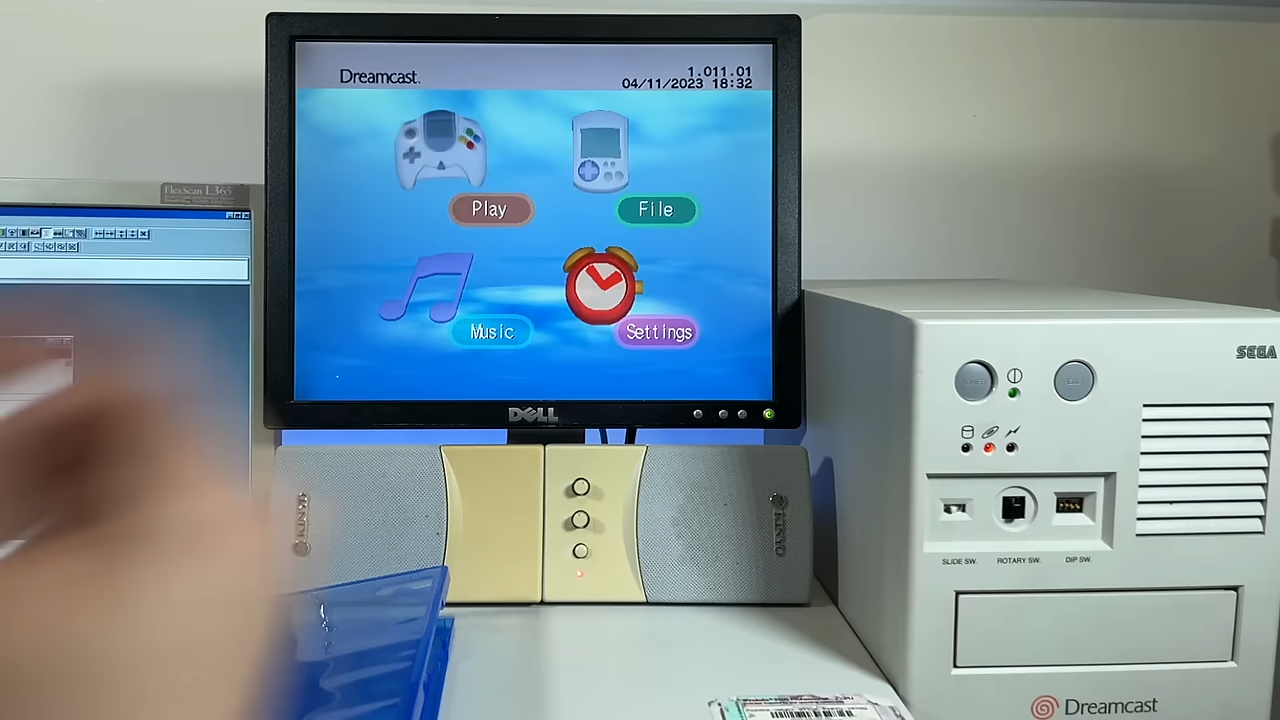 Dreamcast.
1.011.01
04/11/2023 18:32
Play
File
Music
Settings
FlexScan L365
DELL
SEGA
SLIDE SW.
ROTARY SW.
DIP SW.
Dreamcast